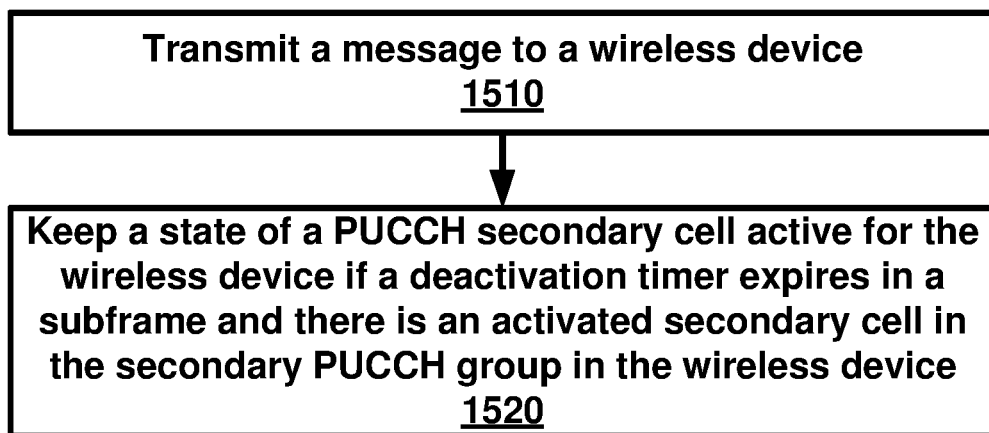 Transmit a message to a wireless device
1510
Keep a state of a PUCCH secondary cell active for the
wireless device if a deactivation timer expires in a
subframe and there is an activated secondary cell in
the secondary PUCCH group in the wireless device
1520